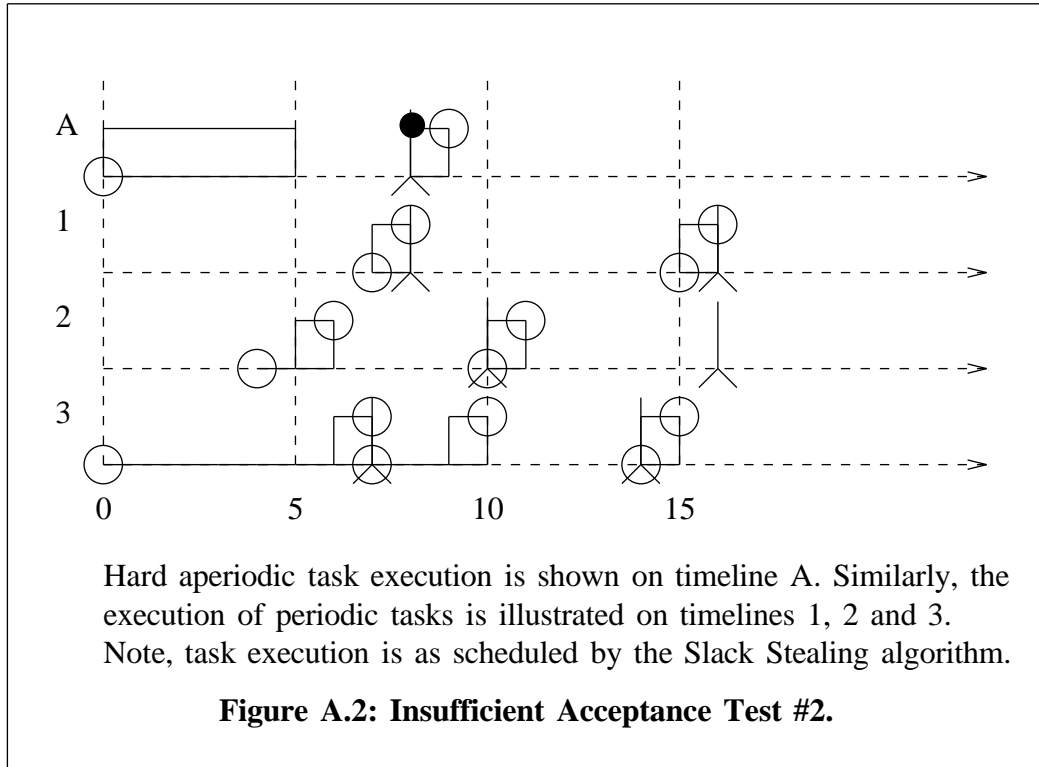 A
1
2
3
0 5 10 15
Hard aperiodic task execution is shown on timeline A. Similarly, the
execution of periodic tasks is illustrated on timelines 1, 2 and 3.
Note, task execution is as scheduled by the Slack Stealing algorithm.
Figure A.2: Insufficient Acceptance Test #2.